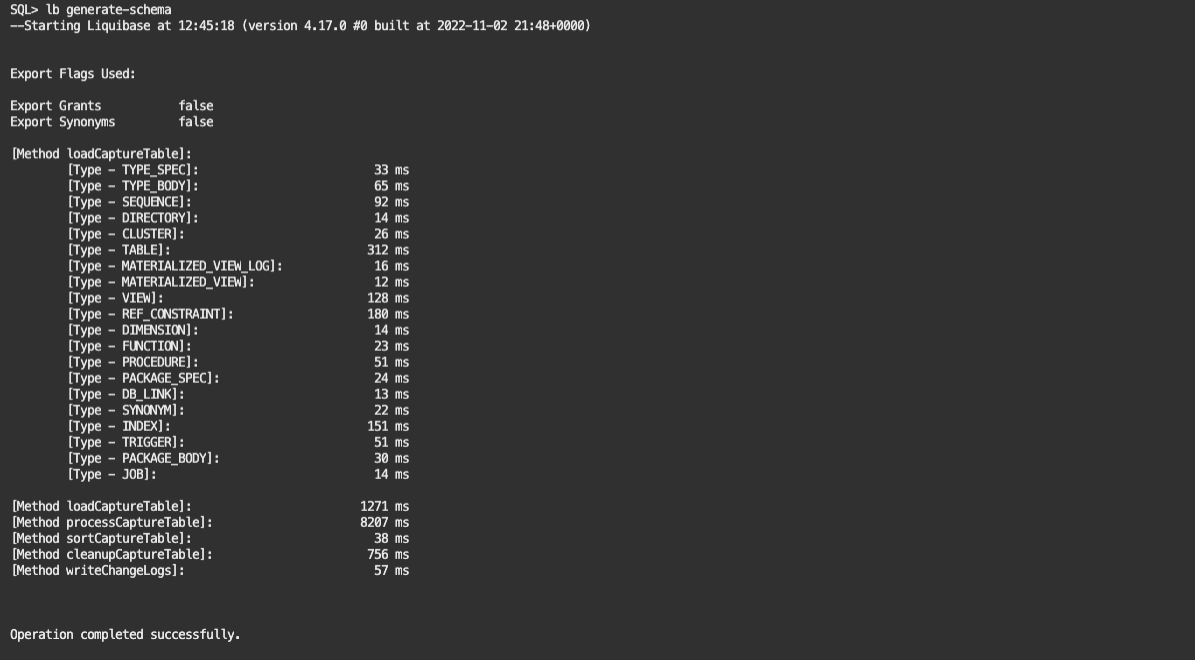 SQL> lb generate-schema
--Starting Liquibase at 12:45:18 (version 4.17.0 #0 built at 2022-11-02 21:48+0000)
Export Flags Used:
Export Grants false
Export Synonyms false
[Method loadCaptureTable]:
[Type - TYPE_SPEC]: 33 ms
[Type - TYPE_BODY]: 65 ms
[Type - SEQUENCE]: 92 ms
[Type - DIRECTORY]: 14 ms
[Type - CLUSTER]: 26 ms
[Type - TABLE]: 312 ms
[Type - MATERIALIZED_VIEW_LOG]: 16 ms
[Type - MATERIALIZED_VIEW]: 12 ms
[Type - VIEW]: 128 ms
[Type - REF_CONSTRAINT]: 180 ms
[Type - DIMENSION]: 14 ms
[Type - FUNCTION]: 23 ms
[Type - PROCEDURE]: 51 ms
[Type - PACKAGE_SPEC]: 24 ms
[Type - DB_LINK]: 13 ms
[Type - SYNONYM]: 22 ms
[Type - INDEX]: 151 ms
[Type - TRIGGER]: 51 ms
[Type - PACKAGE_BODY]: 30 ms
[Type - JOB]: 14 ms
[Method loadCaptureTable]: 1271 ms
[Method processCaptureTable]: 8207 ms
[Method sortCaptureTable]: 38 ms
[Method cleanupCaptureTable]: 756 ms
[Method writeChangeLogs]: 57 ms
Operation completed successfully.